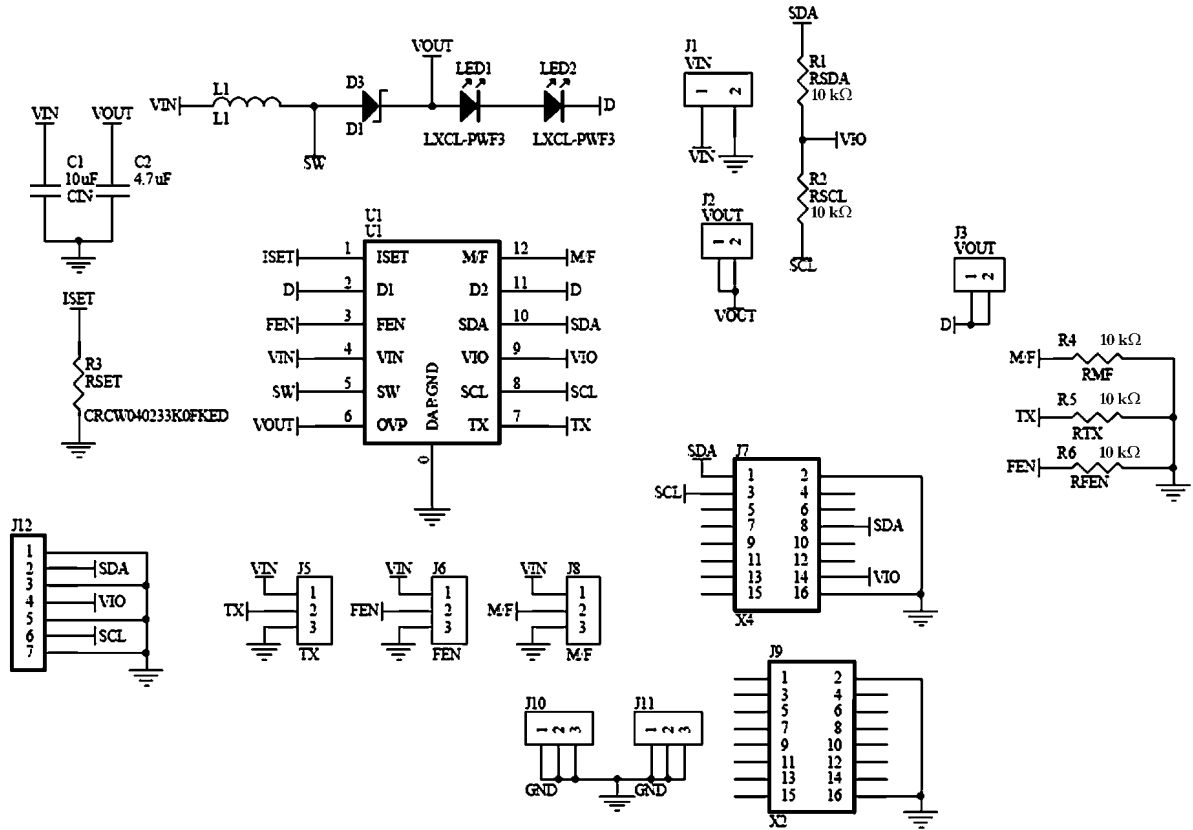 SDA
J1
VIN
VOUT
R1
RSDA
10 kΩ
D3
LED1
LED2
L1
VIN
1
2
VIN
D
VIN
VOUT
L1
D1
LXCL-PWF3
LXCL-PWF3
VIO
VIN
SW
C1
10uF
CIN
C2
4.7uF
R2
RSCL
10 kΩ
J2
VOUT
1
2
SCL
VOUT
J3
VOUT
1
2
D
U1
U1
ISET
1
ISET
M/F
12
M/F
D
2
D1
D2
11
D
FEN
3
FEN
SDA
10
SDA
VIN
4
VIN
VIO
9
VIO
SW
5
SW
SCL
8
SCL
VOUT
6
OVP
TX
7
TX
DAP/GND
0
ISET
R3
RSET
CRCW040233K0FKED
R4
10 kΩ
M/F
RMF
R5
10 kΩ
TX
RTX
R6
10 kΩ
FEN
RFEN
SDA
J7
1
2
SCL
3
4
5
6
7
8
SDA
9
10
11
12
13
14
VIO
15
16
X4
J12
1
2
SDA
3
4
VIO
5
6
SCL
7
VIN
J5
1
TX
2
3
TX
VIN
J6
1
FEN
2
3
FEN
VIN
J8
1
M/F
2
3
M/F
J10
1
2
3
GND
J11
1
2
3
GND
J9
1
2
3
4
5
6
7
8
9
10
11
12
13
14
15
16
X2